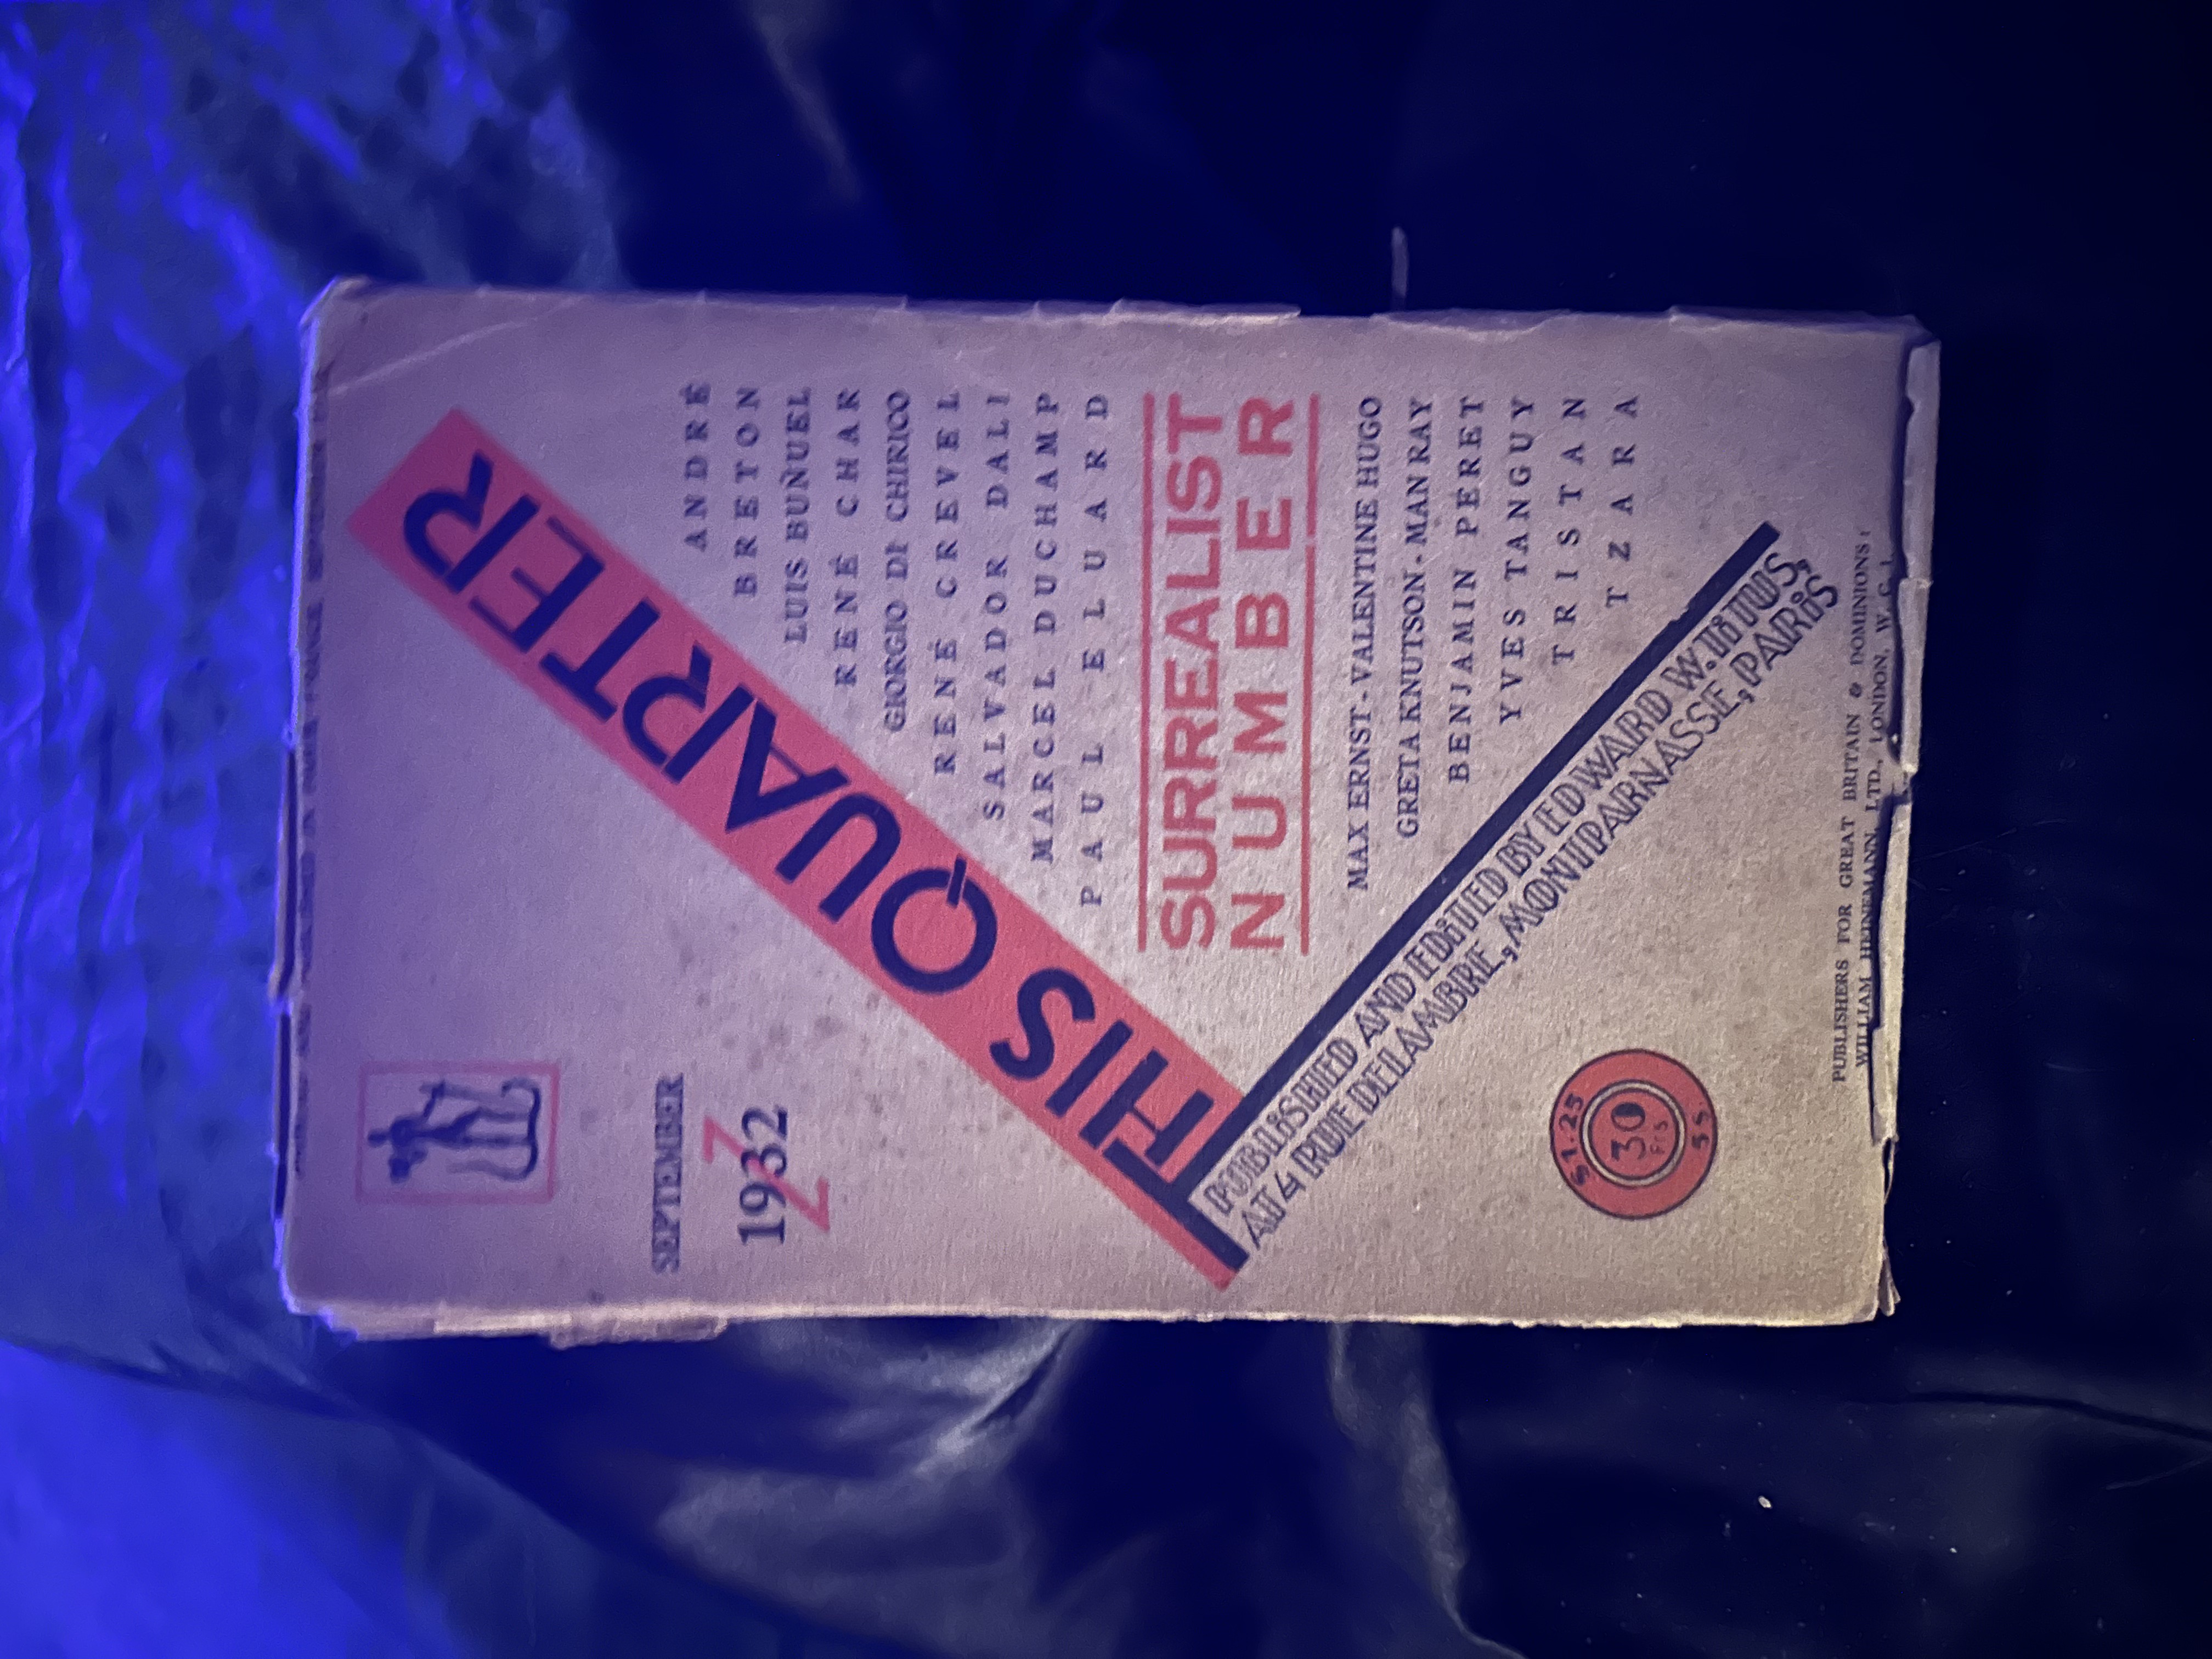 SEPTEMBER
1932
THIS QUARTER
ANDRÉ
BRETON
LUIS BUÑUEL
RENÉ CHAR
GIORGIO DI CHIRICO
RENÉ CREVEL
SALVADOR DALI
MARCEL DUCHAMP
PAUL ELUARD
SURREALIST
NUMBER
MAX ERNST - VALENTINE HUGO
GRETA KNUTSON - MAN RAY
BENJAMIN PERET
YVES TANGUY
TRISTAN
TZARA
PUBLISHED AND EDITED BY EDWARD W. TITUS,
AT 4 RUE DELAMBRE, MONTPARNASSE, PARIS
$1.25
30
Frs
5s.
PUBLISHERS FOR GREAT BRITAIN & DOMINIONS:
WILLIAM HEINEMANN, LTD., LONDON, W. C. 1.